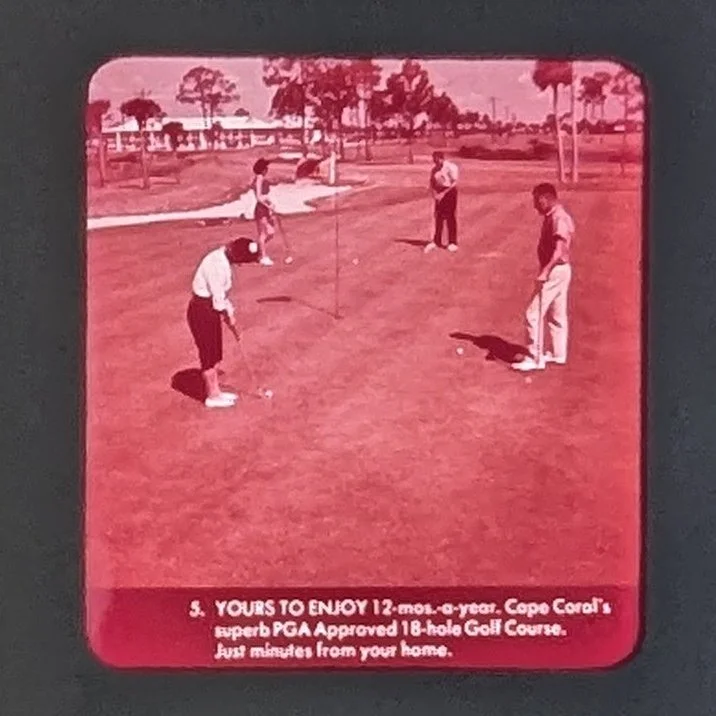 5. YOURS TO ENJOY 12-mos.-a-year. Cape Coral's
superb PGA Approved 18-hole Golf Course.
Just minutes from your home.